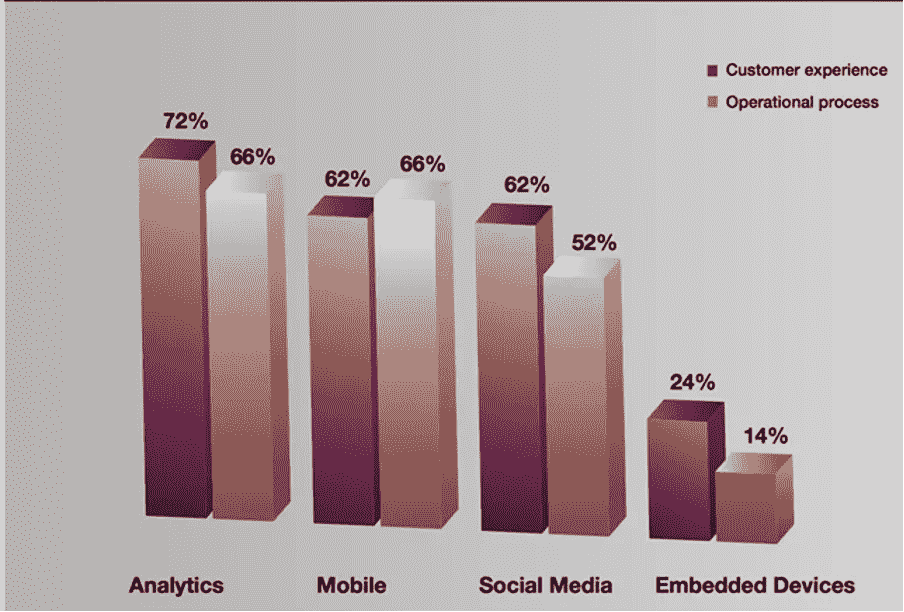 Customer experience
Operational process
72%
66%
62%
66%
62%
52%
24%
14%
Analytics Mobile Social Media Embedded Devices